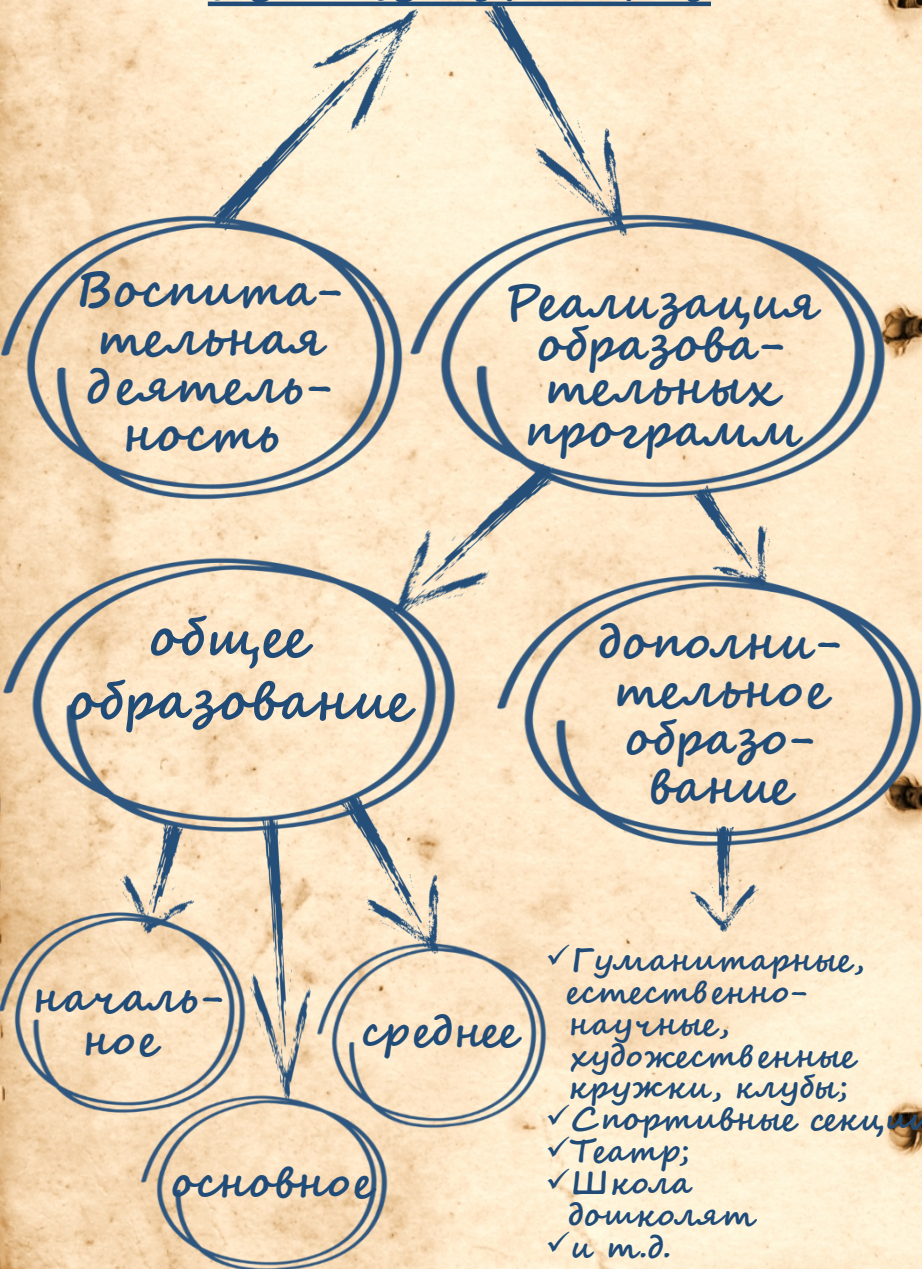 Воспита-
тельная
деятель-
ность
Реализация
образова-
тельных
программ
общее
образование
дополни-
тельное
образо-
вание
началь-
ное
среднее
основное
✓Гуманитарные,
естественно-
научные,
художественные
кружки, клубы;
✓Спортивные секции
✓Театр;
✓Школа
дошколят
✓и т.д.